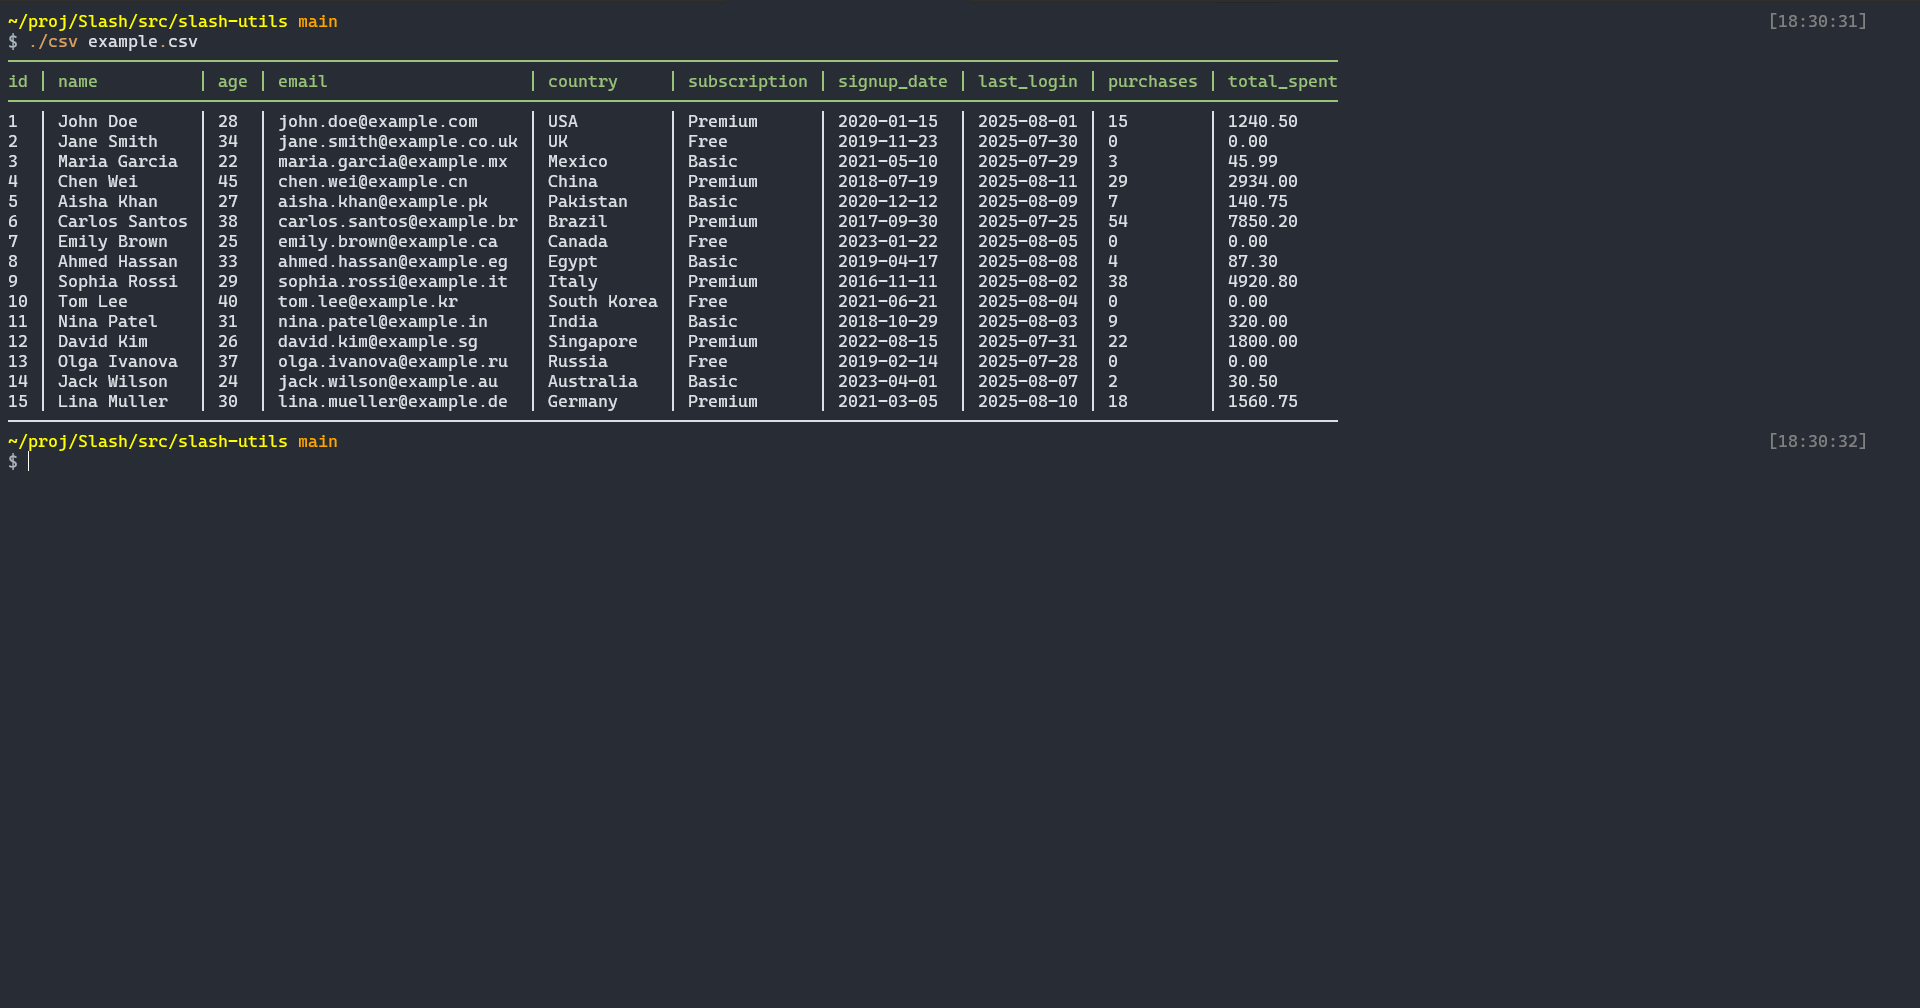 ~/proj/Slash/src/slash-utils main [18:30:31]
$ ./csv example.csv
id │ name │ age │ email │ country │ subscription │ signup_date │ last_login │ purchases │ total_spent
1 │ John Doe │ 28 │ john.doe@example.com │ USA │ Premium │ 2020-01-15 │ 2025-08-01 │ 15 │ 1240.50
2 │ Jane Smith │ 34 │ jane.smith@example.co.uk │ UK │ Free │ 2019-11-23 │ 2025-07-30 │ 0 │ 0.00
3 │ Maria Garcia │ 22 │ maria.garcia@example.mx │ Mexico │ Basic │ 2021-05-10 │ 2025-07-29 │ 3 │ 45.99
4 │ Chen Wei │ 45 │ chen.wei@example.cn │ China │ Premium │ 2018-07-19 │ 2025-08-11 │ 29 │ 2934.00
5 │ Aisha Khan │ 27 │ aisha.khan@example.pk │ Pakistan │ Basic │ 2020-12-12 │ 2025-08-09 │ 7 │ 140.75
6 │ Carlos Santos │ 38 │ carlos.santos@example.br │ Brazil │ Premium │ 2017-09-30 │ 2025-07-25 │ 54 │ 7850.20
7 │ Emily Brown │ 25 │ emily.brown@example.ca │ Canada │ Free │ 2023-01-22 │ 2025-08-05 │ 0 │ 0.00
8 │ Ahmed Hassan │ 33 │ ahmed.hassan@example.eg │ Egypt │ Basic │ 2019-04-17 │ 2025-08-08 │ 4 │ 87.30
9 │ Sophia Rossi │ 29 │ sophia.rossi@example.it │ Italy │ Premium │ 2016-11-11 │ 2025-08-02 │ 38 │ 4920.80
10 │ Tom Lee │ 40 │ tom.lee@example.kr │ South Korea │ Free │ 2021-06-21 │ 2025-08-04 │ 0 │ 0.00
11 │ Nina Patel │ 31 │ nina.patel@example.in │ India │ Basic │ 2018-10-29 │ 2025-08-03 │ 9 │ 320.00
12 │ David Kim │ 26 │ david.kim@example.sg │ Singapore │ Premium │ 2022-08-15 │ 2025-07-31 │ 22 │ 1800.00
13 │ Olga Ivanova │ 37 │ olga.ivanova@example.ru │ Russia │ Free │ 2019-02-14 │ 2025-07-28 │ 0 │ 0.00
14 │ Jack Wilson │ 24 │ jack.wilson@example.au │ Australia │ Basic │ 2023-04-01 │ 2025-08-07 │ 2 │ 30.50
15 │ Lina Muller │ 30 │ lina.mueller@example.de │ Germany │ Premium │ 2021-03-05 │ 2025-08-10 │ 18 │ 1560.75
~/proj/Slash/src/slash-utils main [18:30:32]
$